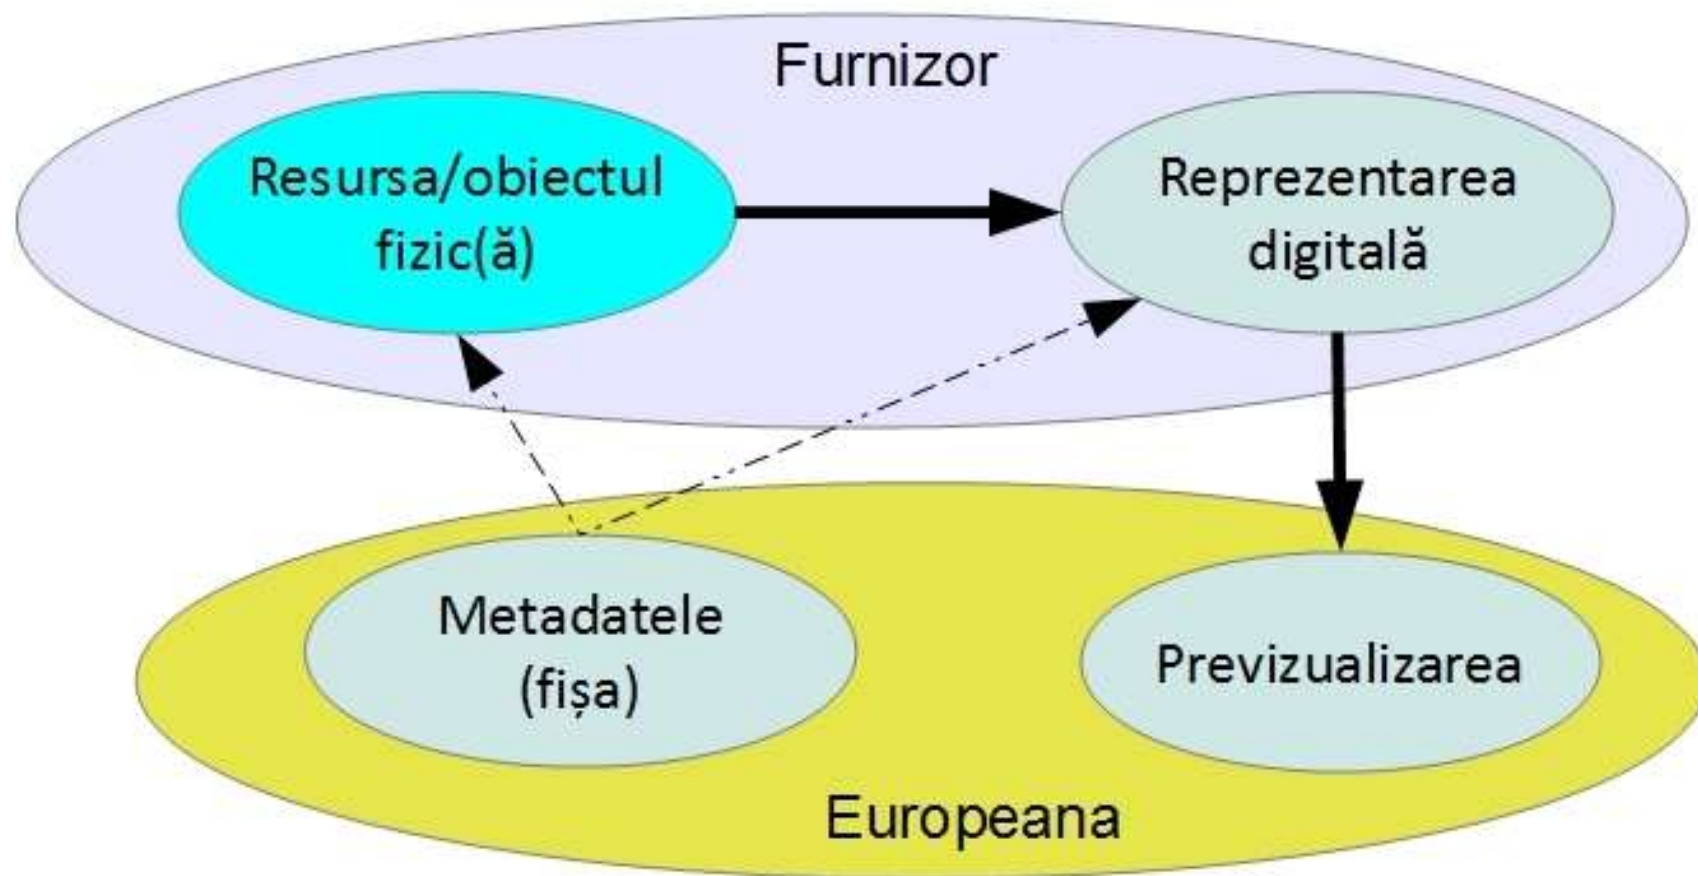 Furnizor
Resursa/obiectul
fizic(ă)
Reprezentarea
digitală
Metadatele
(fișa)
Previzualizarea
Europeana